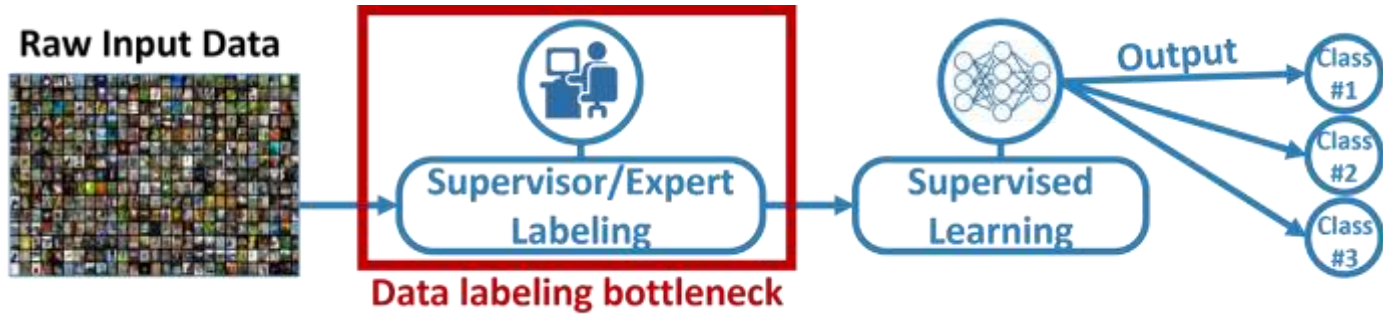 Raw Input Data
Supervisor/Expert
Labeling
Data labeling bottleneck
Supervised
Learning
Output
Class
#1
Class
#2
Class
#3